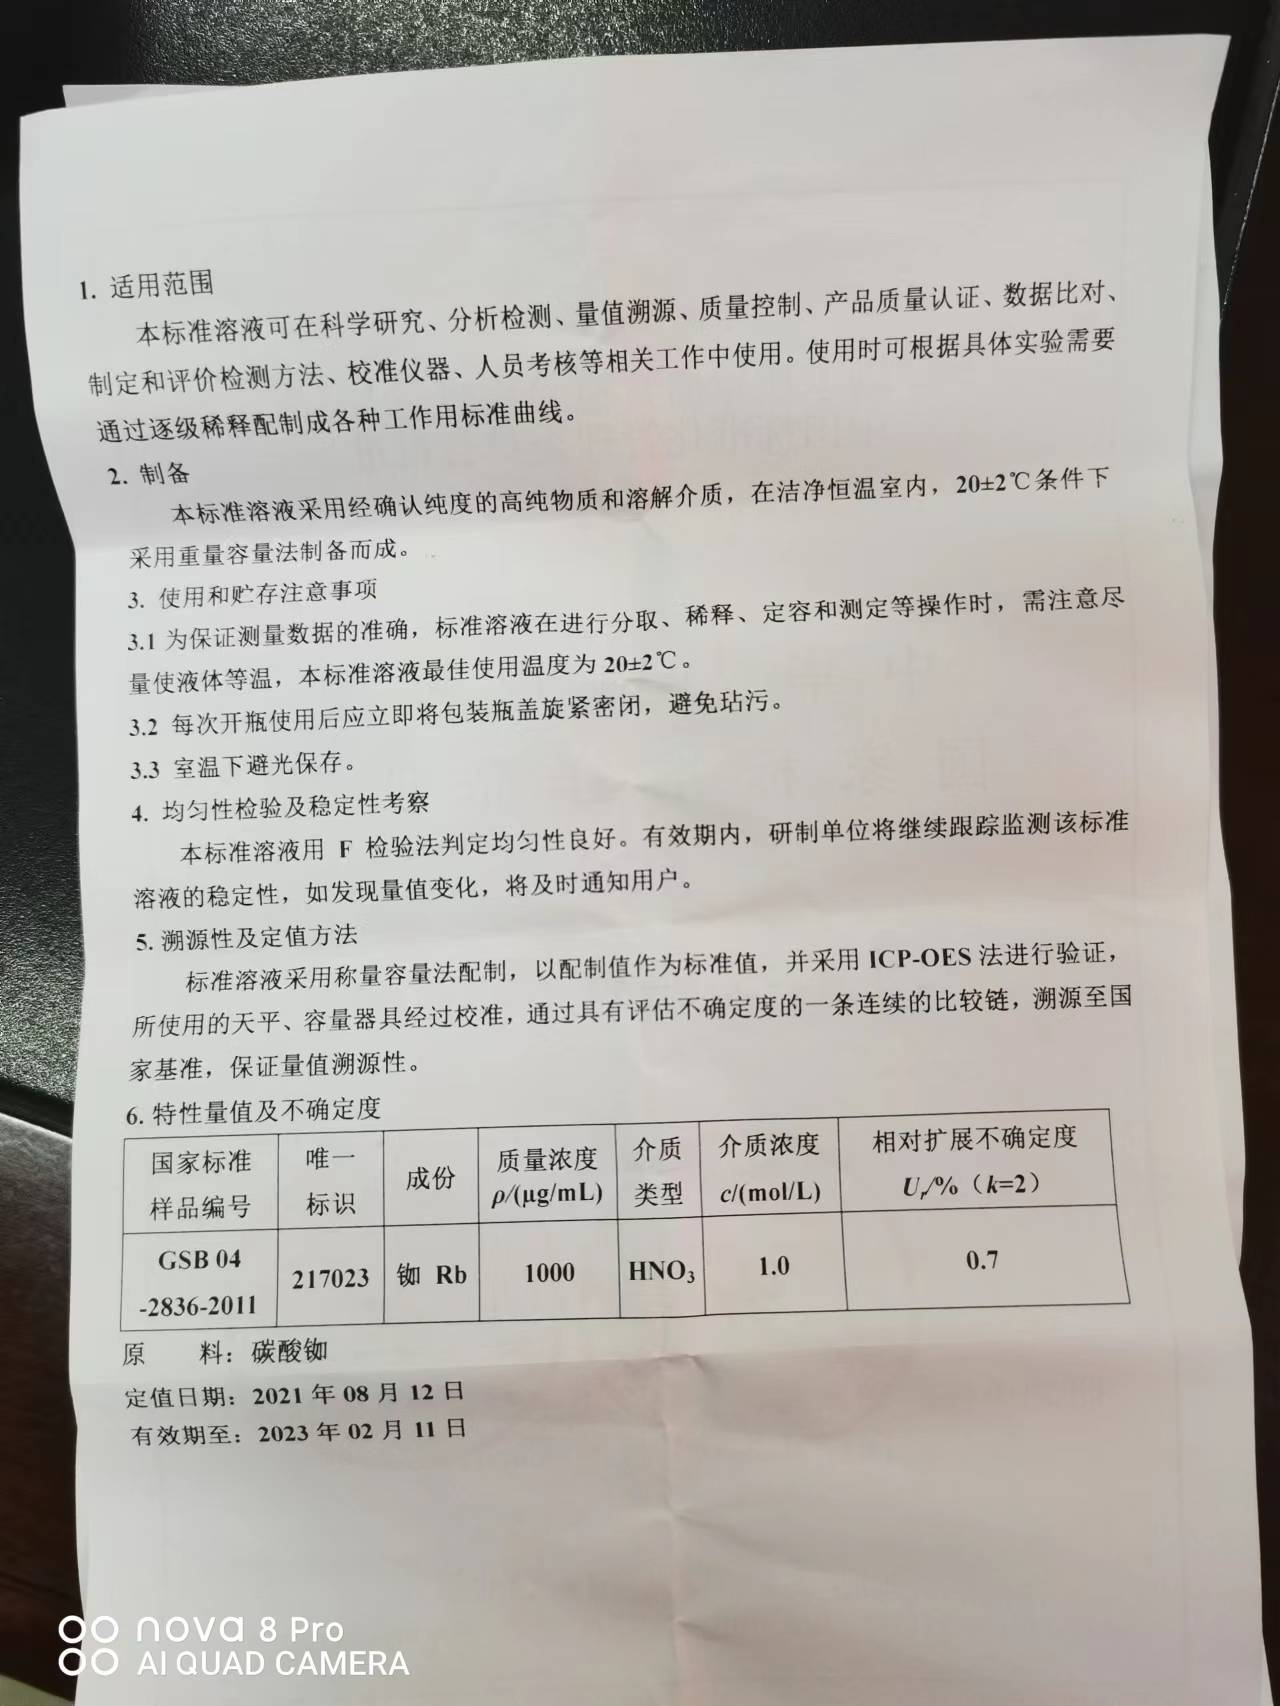 1. 适用范围
本标准溶液可在科学研究、分析检测、量值溯源、质量控制、产品质量认证、数据比对、
制定和评价检测方法、校准仪器、人员考核等相关工作中使用。使用时可根据具体实验需要
通过逐级稀释配制成各种工作用标准曲线。
2. 制备
本标准溶液采用经确认纯度的高纯物质和溶解介质，在洁净恒温室内，20±2℃条件下
采用重量容量法制备而成。
3. 使用和贮存注意事项
3.1 为保证测量数据的准确，标准溶液在进行分取、稀释、定容和测定等操作时，需注意尽
量使液体等温，本标准溶液最佳使用温度为 20±2℃。
3.2 每次开瓶使用后应立即将包装瓶盖旋紧密闭，避免玷污。
3.3 室温下避光保存。
4. 均匀性检验及稳定性考察
本标准溶液用 F 检验法判定均匀性良好。有效期内，研制单位将继续跟踪监测该标准
溶液的稳定性，如发现量值变化，将及时通知用户。
5. 溯源性及定值方法
标准溶液采用称量容量法配制，以配制值作为标准值，并采用 ICP-OES 法进行验证，
所使用的天平、容量器具经过校准，通过具有评估不确定度的一条连续的比较链，溯源至国
家基准，保证量值溯源性。
6. 特性量值及不确定度
国家标准 样品编号 唯一 标识 成份 质量浓度 ρ/(μg/mL) 介质 类型 介质浓度 c/(mol/L) 相对扩展不确定度 Ur/%（k=2）
GSB 04 -2836-2011 217023 铷 Rb 1000 HNO₃ 1.0 0.7
原 料：碳酸铷
定值日期：2021 年 08 月 12 日
有效期至：2023 年 02 月 11 日
nova 8 Pro
AI QUAD CAMERA